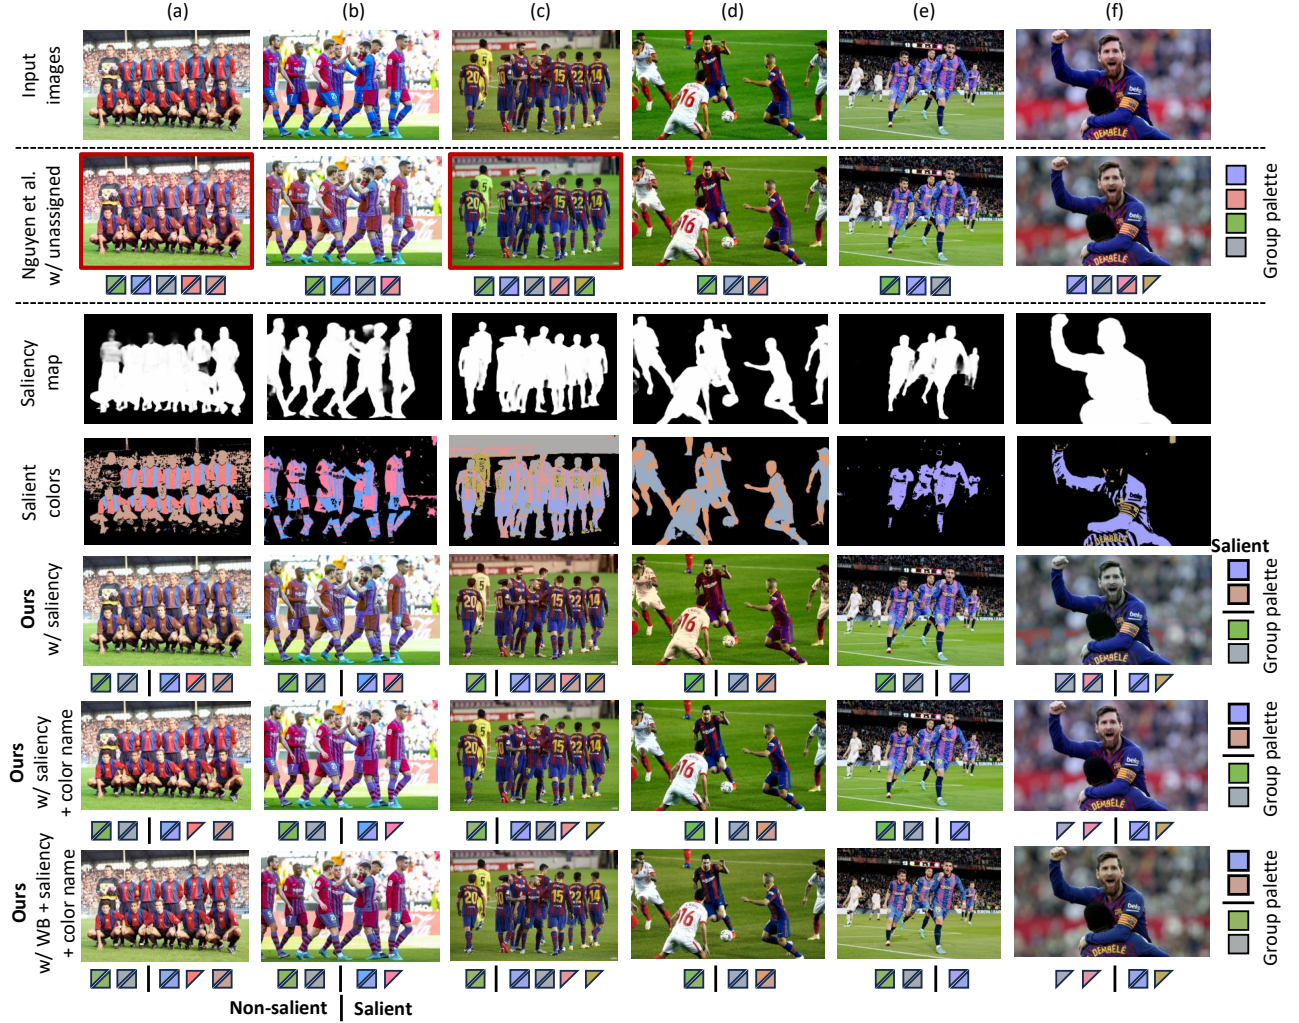 (a) (b) (c) (d) (e) (f)
Input
images
Nguyen et al.
w/ unassigned
Group palette
Saliency
map
Salient
colors
Salient
Ours
w/ saliency
Group palette
Ours
w/ saliency
+ color name
Group palette
Ours
w/ WB + saliency
+ color name
Group palette
Non-salient Salient